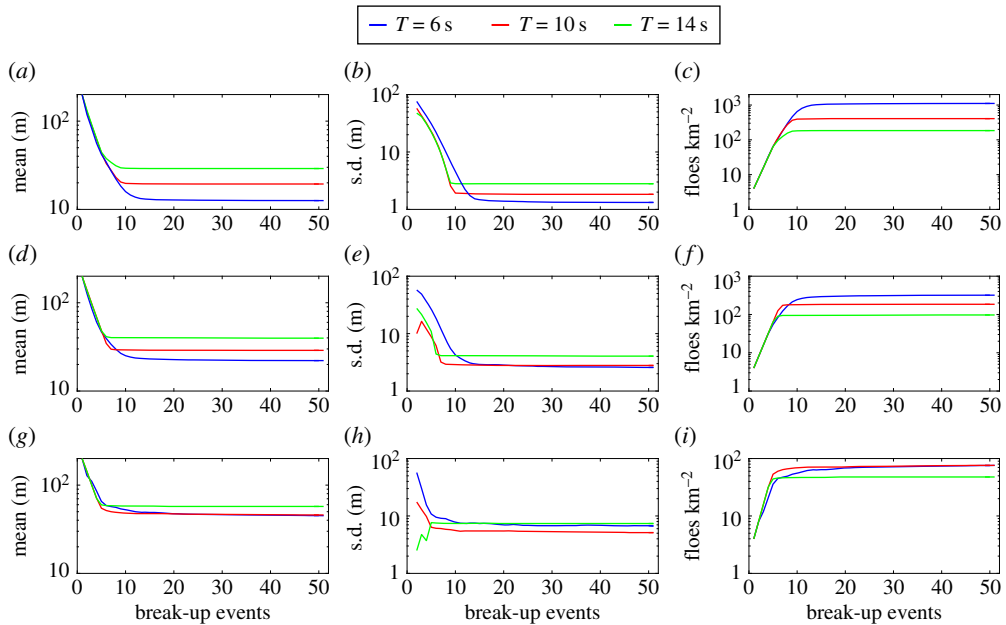 T = 6 s T = 10 s T = 14 s
(a) (b) (c)
mean (m) 10² 10 0 10 20 30 40 50
s.d. (m) 10² 10 1 0 10 20 30 40 50
floes km⁻² 10³ 10² 10 1 0 10 20 30 40 50
(d) (e) (f)
mean (m) 10² 10 0 10 20 30 40 50
s.d. (m) 10² 10 1 0 10 20 30 40 50
floes km⁻² 10³ 10² 10 1 0 10 20 30 40 50
(g) (h) (i)
mean (m) 10² 10 0 10 20 30 40 50
s.d. (m) 10² 10 1 0 10 20 30 40 50
floes km⁻² 10² 10 1 0 10 20 30 40 50
break-up events break-up events break-up events